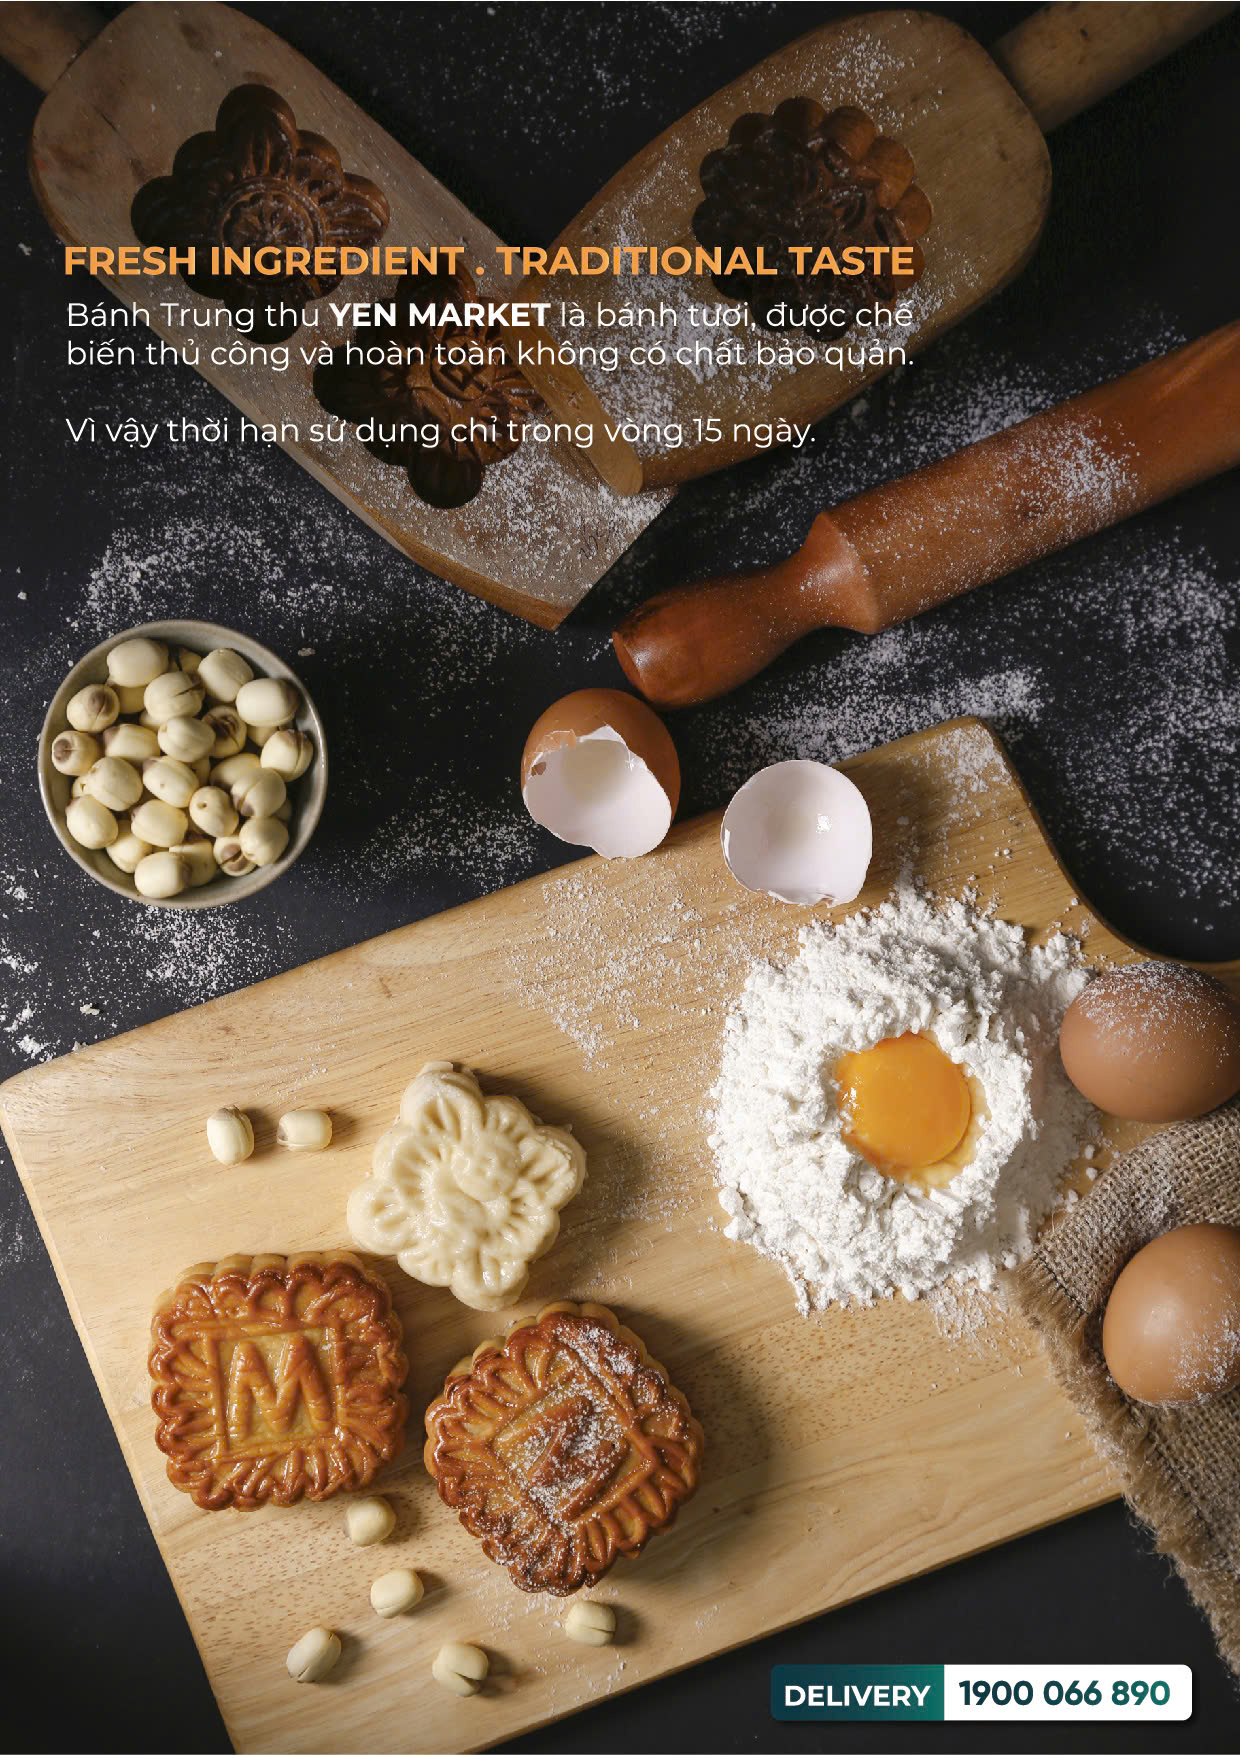 FRESH INGREDIENT . TRADITIONAL TASTE
Bánh Trung thu YEN MARKET là bánh tươi, được chế
biến thủ công và hoàn toàn không có chất bảo quản.
Vì vậy thời hạn sử dụng chỉ trong vòng 15 ngày.
M
DELIVERY 1900 066 890